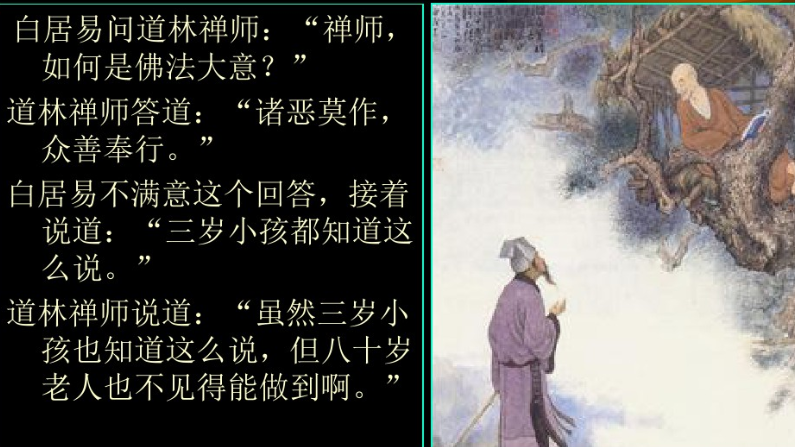 白居易问道林禅师：“禅师，
如何是佛法大意？”
道林禅师答道：“诸恶莫作，
众善奉行。”
白居易不满意这个回答，接着
说道：“三岁小孩都知道这
么说。”
道林禅师说道：“虽然三岁小
孩也知道这么说，但八十岁
老人也不见得能做到啊。”